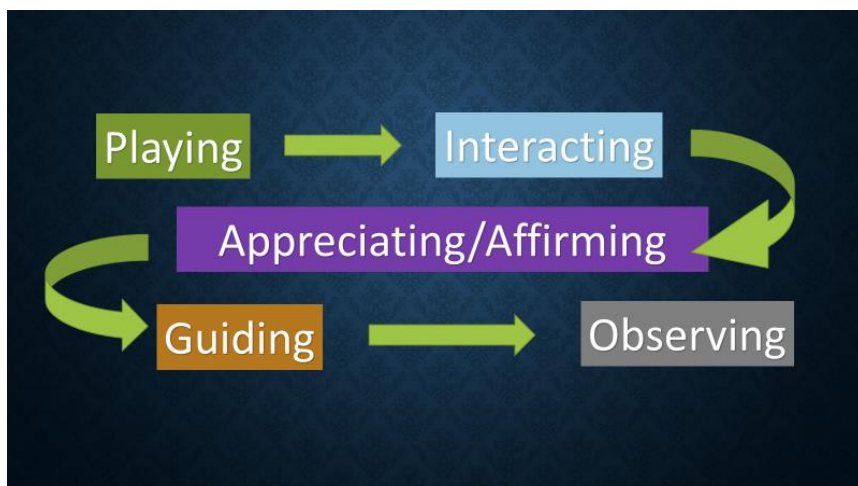 Playing
Interacting
Appreciating/Affirming
Guiding
Observing